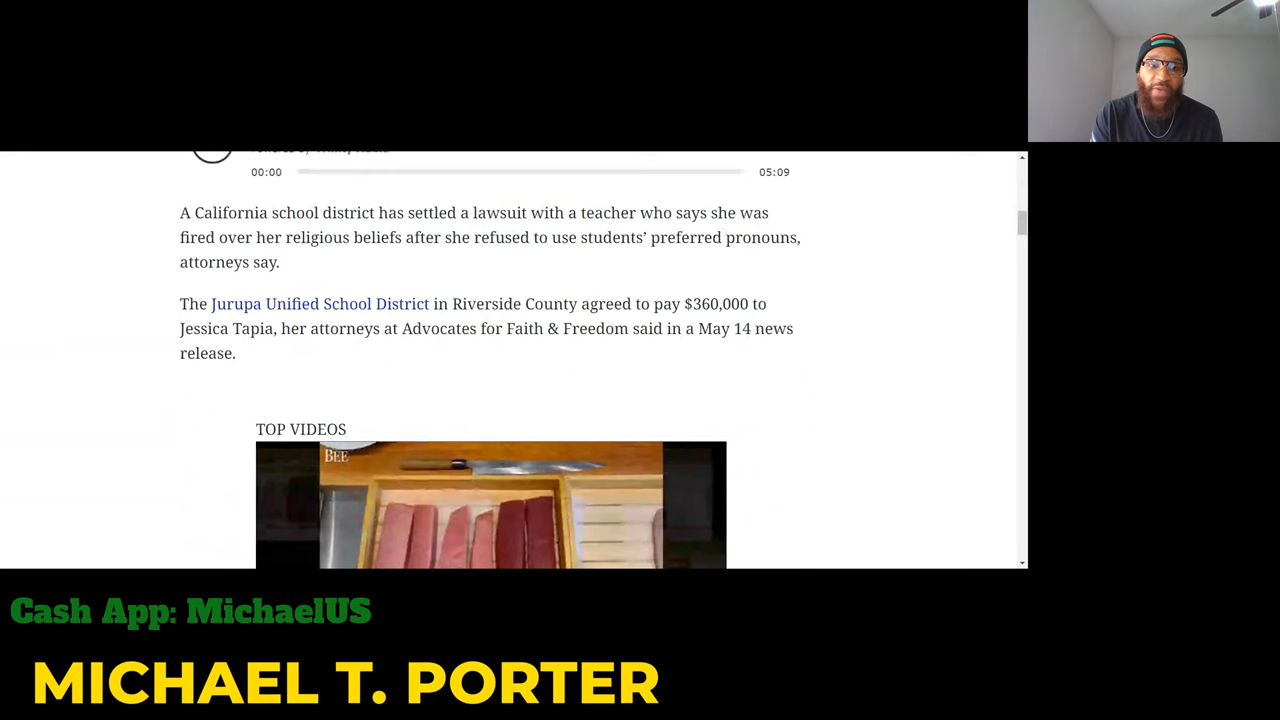 00:00
05:09
A California school district has settled a lawsuit with a teacher who says she was
fired over her religious beliefs after she refused to use students’ preferred pronouns,
attorneys say.
The Jurupa Unified School District in Riverside County agreed to pay $360,000 to
Jessica Tapia, her attorneys at Advocates for Faith & Freedom said in a May 14 news
release.
TOP VIDEOS
BEE
Cash App: MichaelUS
MICHAEL T. PORTER